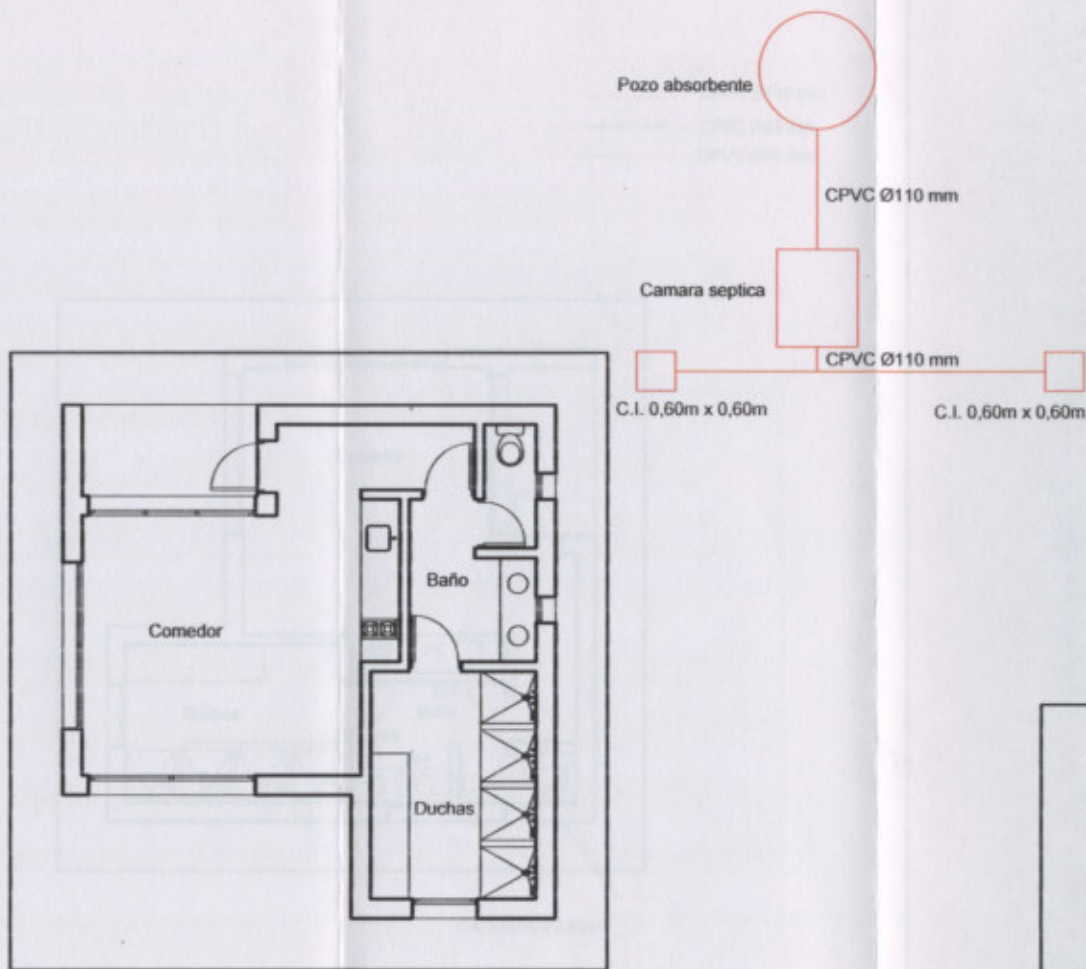 Pozo absorbente
CPVC Ø110 mm
Camara septica
CPVC Ø110 mm
C.I. 0,60m x 0,60m
C.I. 0,60m x 0,60m
Baño
Comedor
Duchas